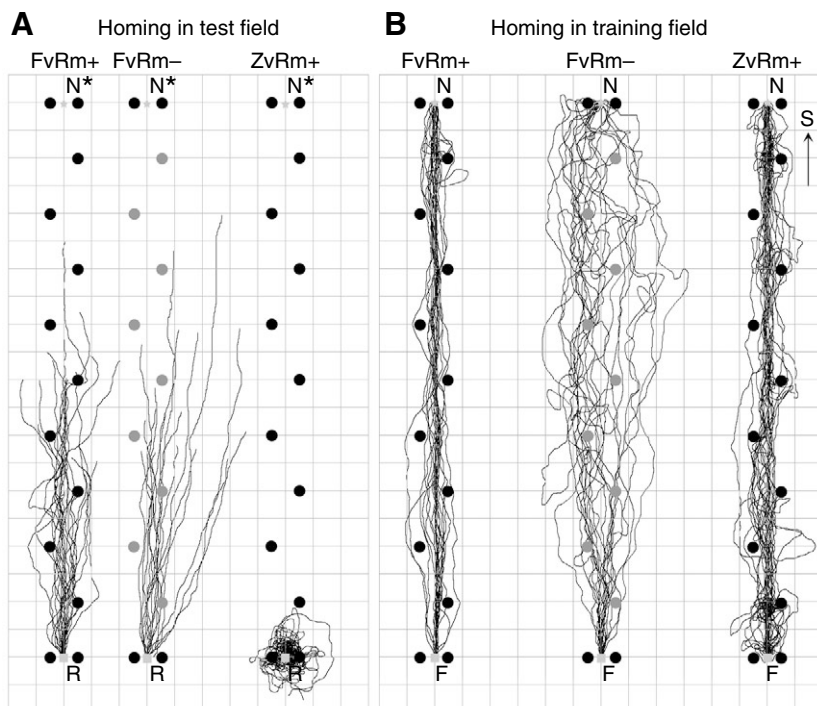 A Homing in test field
FvRm+ FvRm– ZvRm+
N* N* N*
R R R
B Homing in training field
FvRm+ FvRm– ZvRm+
N N N
S
F F F